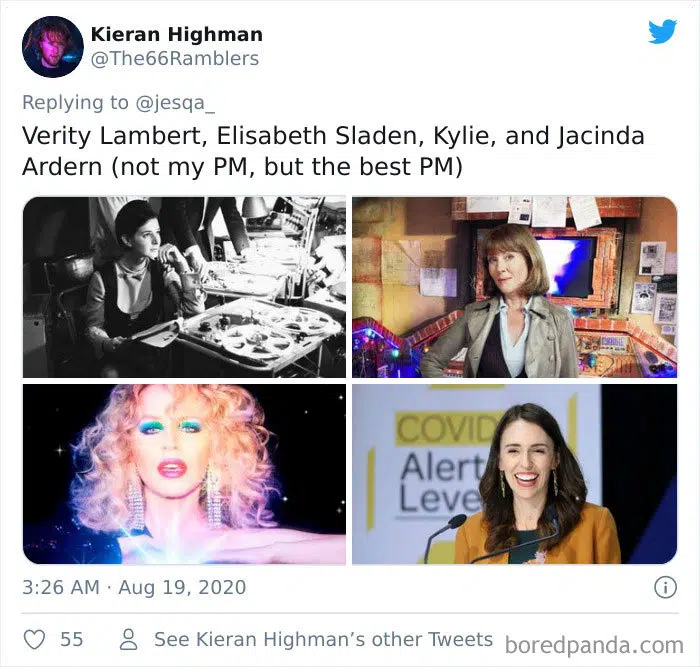 Kieran Highman
@The66Ramblers
Replying to @jesqa_
Verity Lambert, Elisabeth Sladen, Kylie, and Jacinda
Ardern (not my PM, but the best PM)
COVID
Alert
Leve
3:26 AM · Aug 19, 2020
55
See Kieran Highman’s other Tweets
boredpanda.com